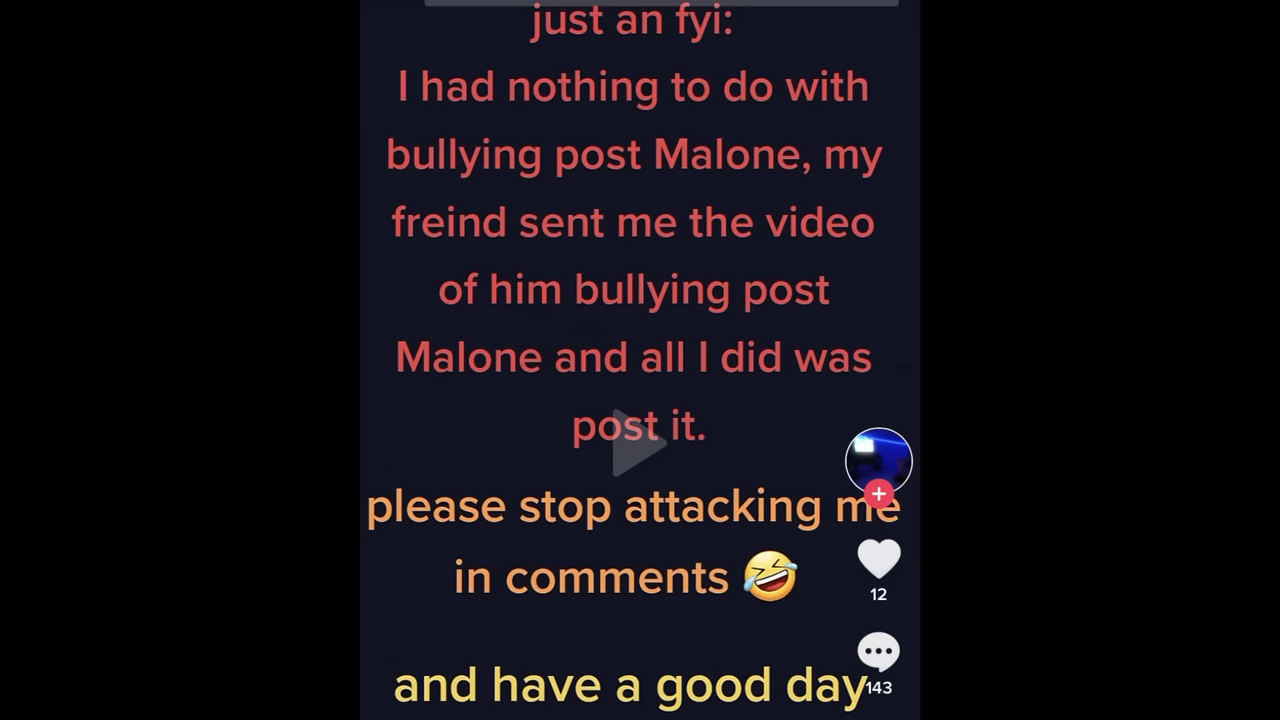 just an fyi:
I had nothing to do with
bullying post Malone, my
freind sent me the video
of him bullying post
Malone and all I did was
post it.
please stop attacking me
in comments 🤣
12
and have a good day
143